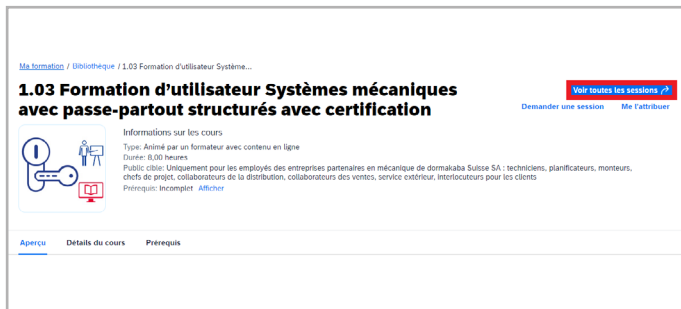 Ma formation / Bibliothèque / 1.03 Formation d'utilisateur Système...
1.03 Formation d'utilisateur Systèmes mécaniques
avec passe-partout structurés avec certification
Voir toutes les sessions
Demander une session Me l'attribuer
Informations sur les cours
Type: Animé par un formateur avec contenu en ligne
Durée: 8,00 heures
Public cible: Uniquement pour les employés des entreprises partenaires en mécanique de dormakaba Suisse SA : techniciens, planificateurs, monteurs,
chefs de projet, collaborateurs de la distribution, collaborateurs des ventes, service extérieur, interlocuteurs pour les clients
Prérequis: Incomplet Afficher
Aperçu Détails du cours Prérequis